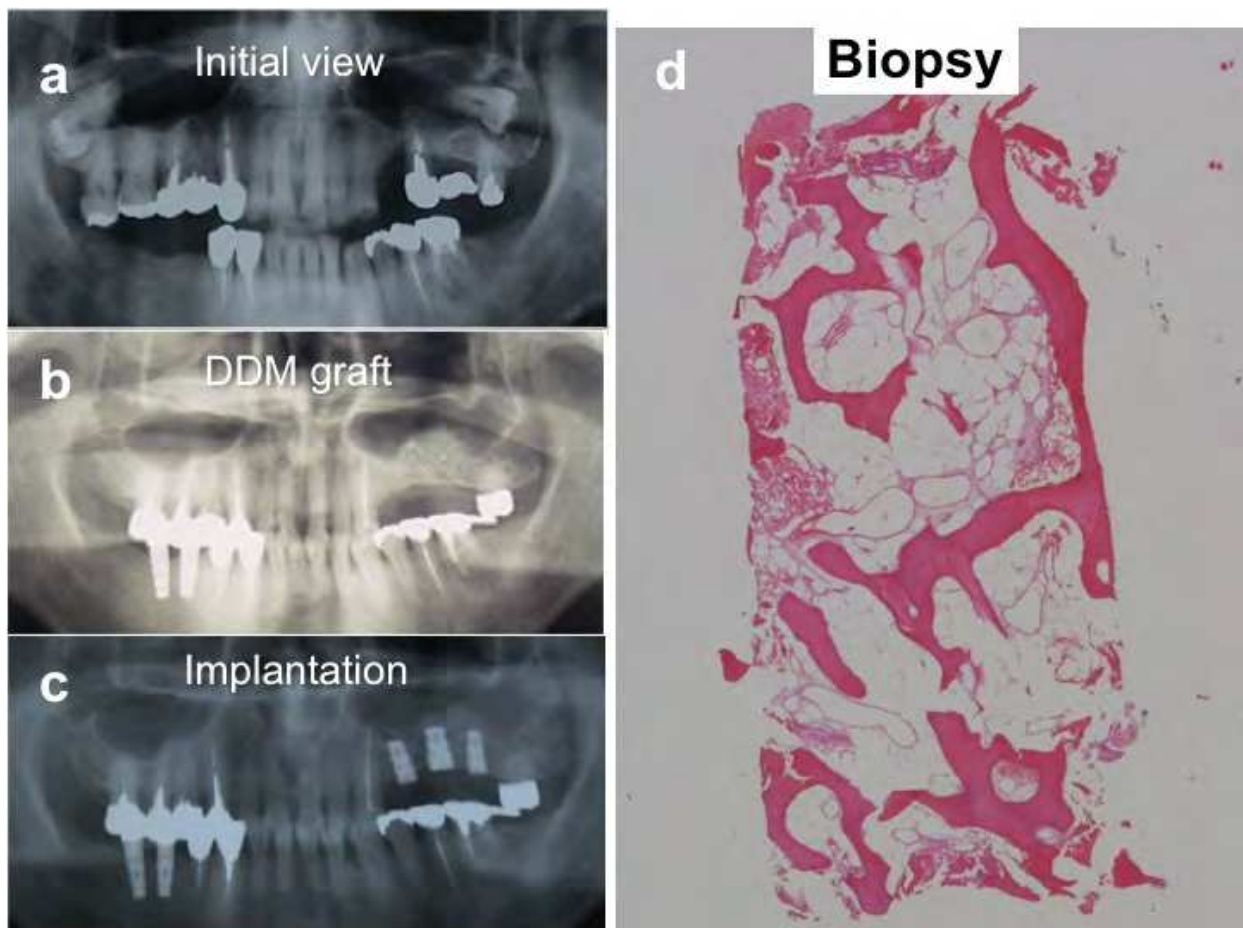 a
Initial view
b
DDM graft
c
Implantation
d
Biopsy